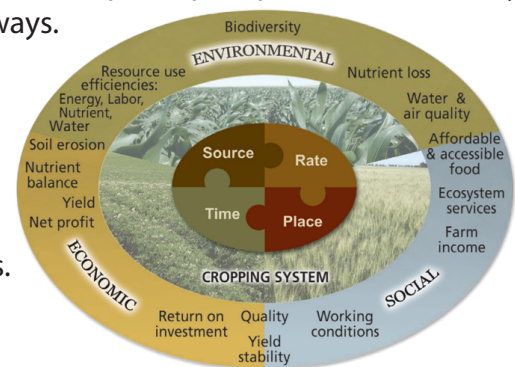 ways.
Biodiversity
ENVIRONMENTAL
Resource use
efficiencies:
Energy, Labor,
Nutrient,
Water
Nutrient loss
Water &
air quality
Soil erosion
Nutrient
balance
Yield
Net profit
Affordable
& accessible
food
Ecosystem
services
Farm
income
Source
Rate
Time
Place
CROPPING SYSTEM
s.
ECONOMIC
SOCIAL
Return on
investment
Quality
Yield
stability
Working
conditions